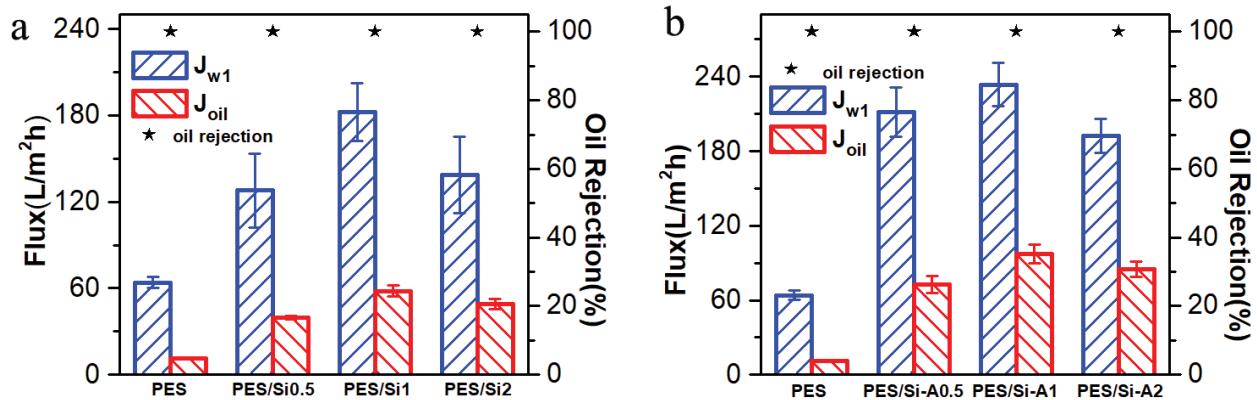 a
240
180
120
60
0
Flux(L/m²h)
J_w1
J_oil
oil rejection
100
80
60
40
20
0
Oil Rejection(%)
PES PES/Si0.5 PES/Si1 PES/Si2
b
240
180
120
60
0
Flux(L/m²h)
oil rejection
J_w1
J_oil
100
80
60
40
20
0
Oil Rejection(%)
PES PES/Si-A0.5 PES/Si-A1 PES/Si-A2